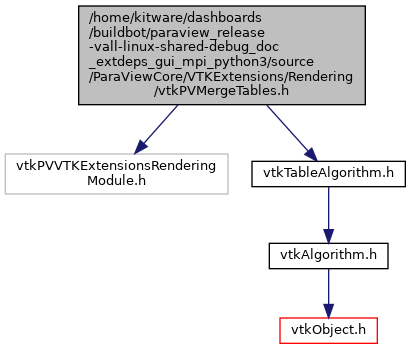 /home/kitware/dashboards
/buildbot/paraview_release
-vall-linux-shared-debug_doc
_extdeps_gui_mpi_python3/source
/ParaViewCore/VTKExtensions/Rendering
/vtkPVMergeTables.h
vtkPVVTKExtensionsRendering
Module.h
vtkTableAlgorithm.h
vtkAlgorithm.h
vtkObject.h